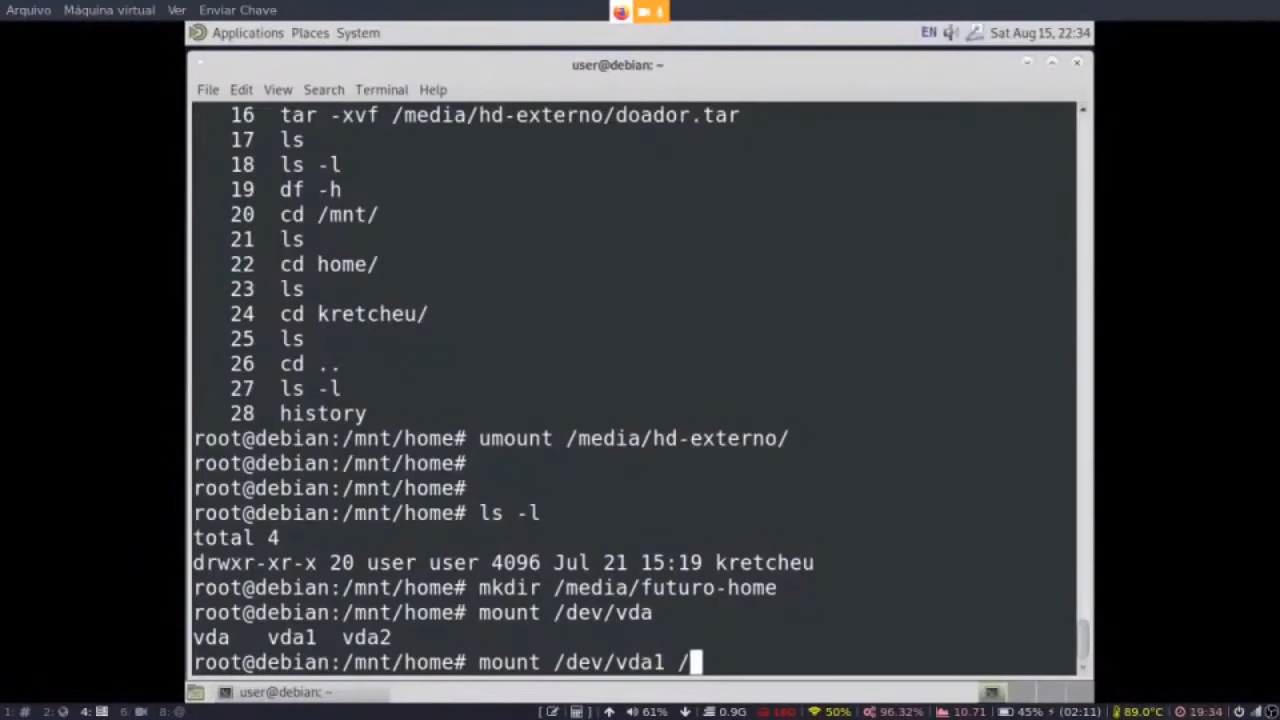 Arquivo Máquina virtual Ver Enviar Chave
Applications Places System EN Sat Aug 15, 22:34
user@debian: ~
File Edit View Search Terminal Help
16 tar -xvf /media/hd-externo/doador.tar
17 ls
18 ls -l
19 df -h
20 cd /mnt/
21 ls
22 cd home/
23 ls
24 cd kretcheu/
25 ls
26 cd ..
27 ls -l
28 history
root@debian:/mnt/home# umount /media/hd-externo/
root@debian:/mnt/home#
root@debian:/mnt/home#
root@debian:/mnt/home# ls -l
total 4
drwxr-xr-x 20 user user 4096 Jul 21 15:19 kretcheu
root@debian:/mnt/home# mkdir /media/futuro-home
root@debian:/mnt/home# mount /dev/vda
vda vda1 vda2
root@debian:/mnt/home# mount /dev/vda1 /
user@debian: ~
1: 2: 4: 6: 8: 61% 0.9G 50% 96.32% 10.71 45% (02:11) 89.0°C 19:34